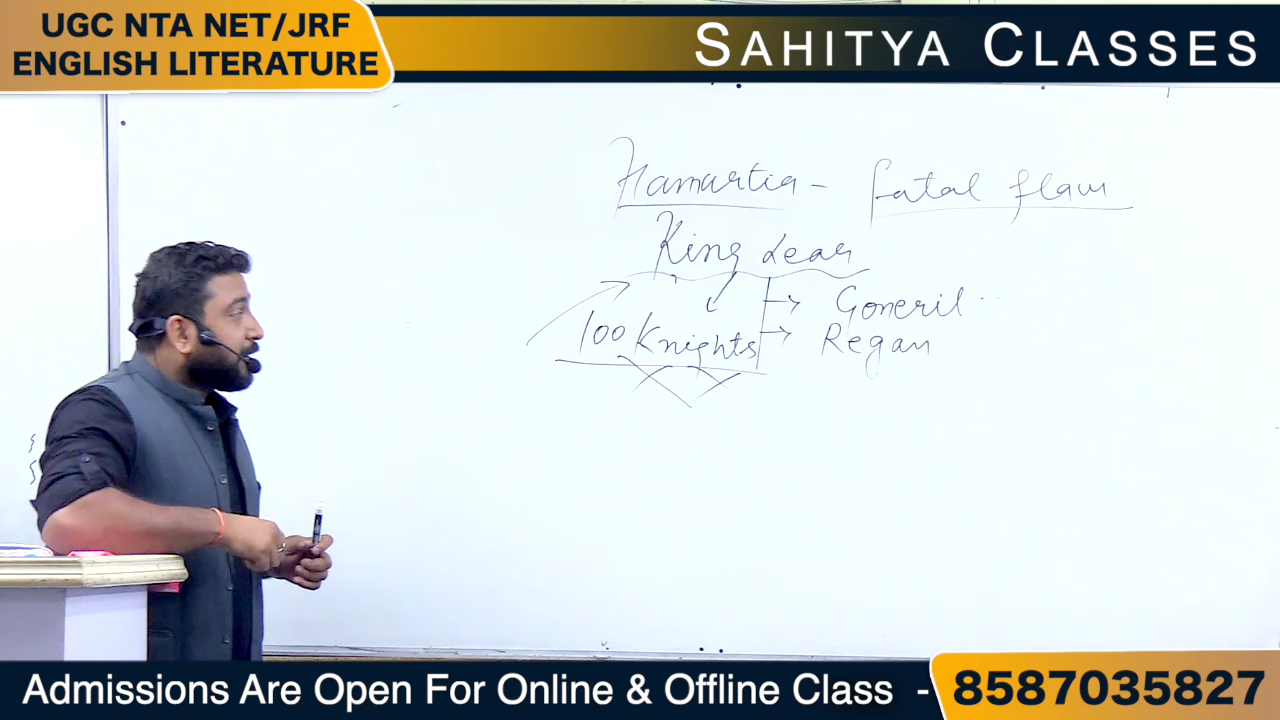 UGC NTA NET/JRF
ENGLISH LITERATURE
SAHITYA CLASSES
Hamartia - fatal flaw
King Lear
100 Knights
Goneril
Regan
Admissions Are Open For Online & Offline Class - 8587035827